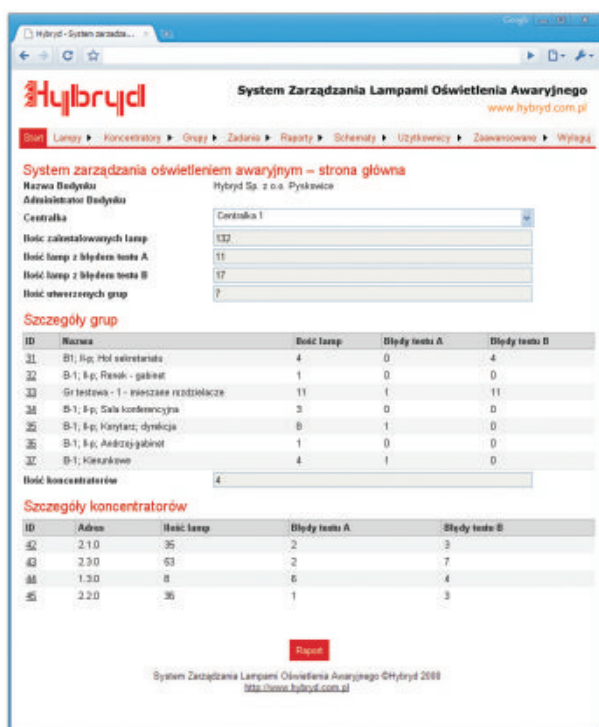 Google
Hybryd - System zarzadza...
Hybryd
System Zarządzania Lampami Oświetlenia Awaryjnego
www.hybryd.com.pl
Start Lampy Koncentratory Grupy Zadania Raporty Schematy Użytkownicy Zaawansowane Wyloguj
System zarządzania oświetleniem awaryjnym – strona główna
Nazwa Budynku Hybryd Sp. z o.o. Pyskowice
Administrator Budynku
Centralka Centralka 1
Ilość zainstalowanych lamp 132
Ilość lamp z błędem testu A 11
Ilość lamp z błędem testu B 17
Ilość utworzonych grup 7
Szczegóły grup
ID Nazwa Ilość lamp Błędy testu A Błędy testu B
31 B1; II-p; Hol sekretariatu 4 0 4
32 B-1; II-p; Renek - gabinet 1 0 0
33 Gr testowa - 1 - mieszane rozdzielacze 11 1 11
34 B-1; II-p; Sala konferencyjna 3 0 0
35 B-1; II-p; Korytarz; dyrekcja 8 1 0
36 B-1; II-p; Andrzej-gabinet 1 0 0
37 B-1; Kierunkowe 4 1 0
Ilość koncentratorów 4
Szczegóły koncentratorów
ID Adres Ilość lamp Błędy testu A Błędy testu B
42 2.1.0 35 2 3
43 2.3.0 63 2 7
44 1.3.0 8 6 4
45 2.2.0 36 1 3
Raport
System Zarządzania Lampami Oświetlenia Awaryjnego ©Hybryd 2008
http://www.hybryd.com.pl